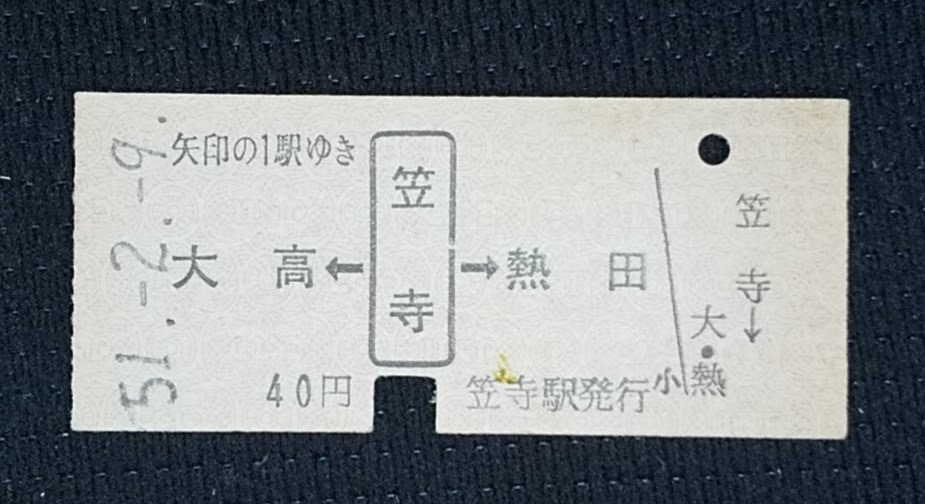 51.-2.-9.
矢印の1駅ゆき
大高←笠寺→熱田
40円
笠寺駅発行
小
笠寺→
大・熱